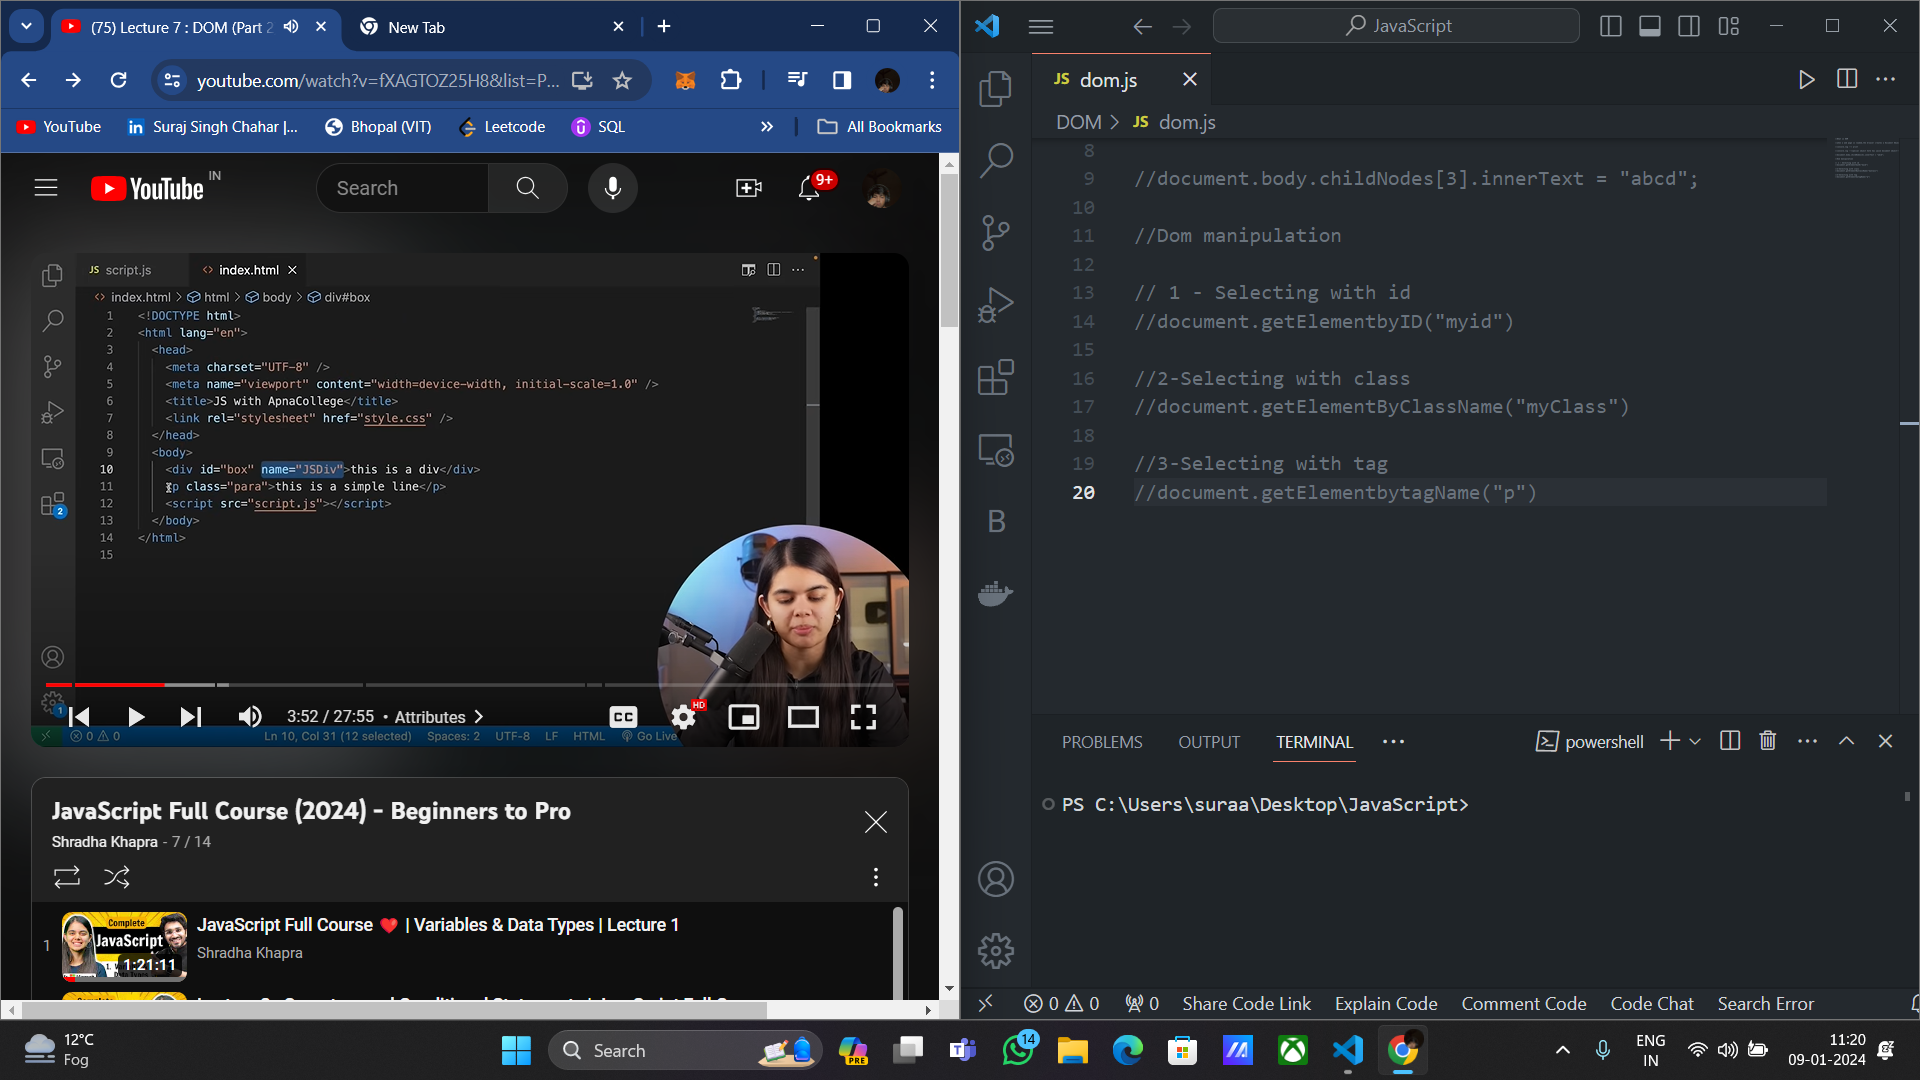 (75) Lecture 7 : DOM (Part 2
New Tab
youtube.com/watch?v=fXAGTOZ25H8&list=P...
YouTube
Suraj Singh Chahar |...
Bhopal (VIT)
Leetcode
SQL
All Bookmarks
YouTube IN
Search
9+
JS script.js
index.html
index.html > html > body > div#box
1 <!DOCTYPE html>
2 <html lang="en">
3 <head>
4 <meta charset="UTF-8" />
5 <meta name="viewport" content="width=device-width, initial-scale=1.0" />
6 <title>JS with ApnaCollege</title>
7 <link rel="stylesheet" href="style.css" />
8 </head>
9 <body>
10 <div id="box" name="JSDiv">this is a div</div>
11 <p class="para">this is a simple line</p>
12 <script src="script.js"></script>
13 </body>
14 </html>
15
2
1
3:52 / 27:55 • Attributes >
CC
HD
0 0
Ln 10, Col 31 (12 selected) Spaces: 2 UTF-8 LF HTML Go Live
JavaScript Full Course (2024) - Beginners to Pro
Shradha Khapra - 7 / 14
1
Complete
JavaScript
1:21:11
JavaScript Full Course ❤️ | Variables & Data Types | Lecture 1
Shradha Khapra
JavaScript
JS dom.js
DOM > JS dom.js
8
9 //document.body.childNodes[3].innerText = "abcd";
10
11 //Dom manipulation
12
13 // 1 - Selecting with id
14 //document.getElementbyID("myid")
15
16 //2-Selecting with class
17 //document.getElementByClassName("myClass")
18
19 //3-Selecting with tag
20 //document.getElementbytagName("p")
B
PROBLEMS OUTPUT TERMINAL ... powershell
PS C:\Users\suraa\Desktop\JavaScript>
0 0 0 Share Code Link Explain Code Comment Code Code Chat Search Error
12°C
Fog
Search
PRE
14
ENG
IN
11:20
09-01-2024